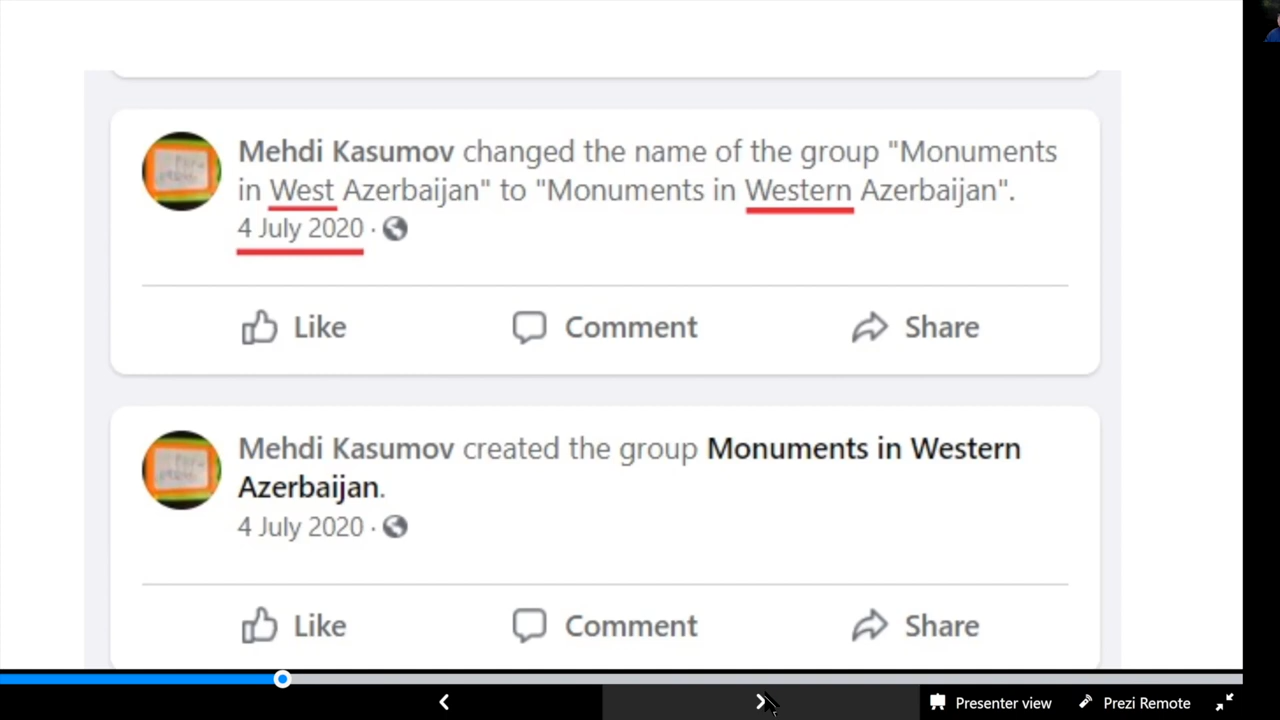 Mehdi Kasumov changed the name of the group "Monuments
in West Azerbaijan" to "Monuments in Western Azerbaijan".
4 July 2020 ·
Like Comment Share
Mehdi Kasumov created the group Monuments in Western
Azerbaijan.
4 July 2020 ·
Like Comment Share
Presenter view Prezi Remote